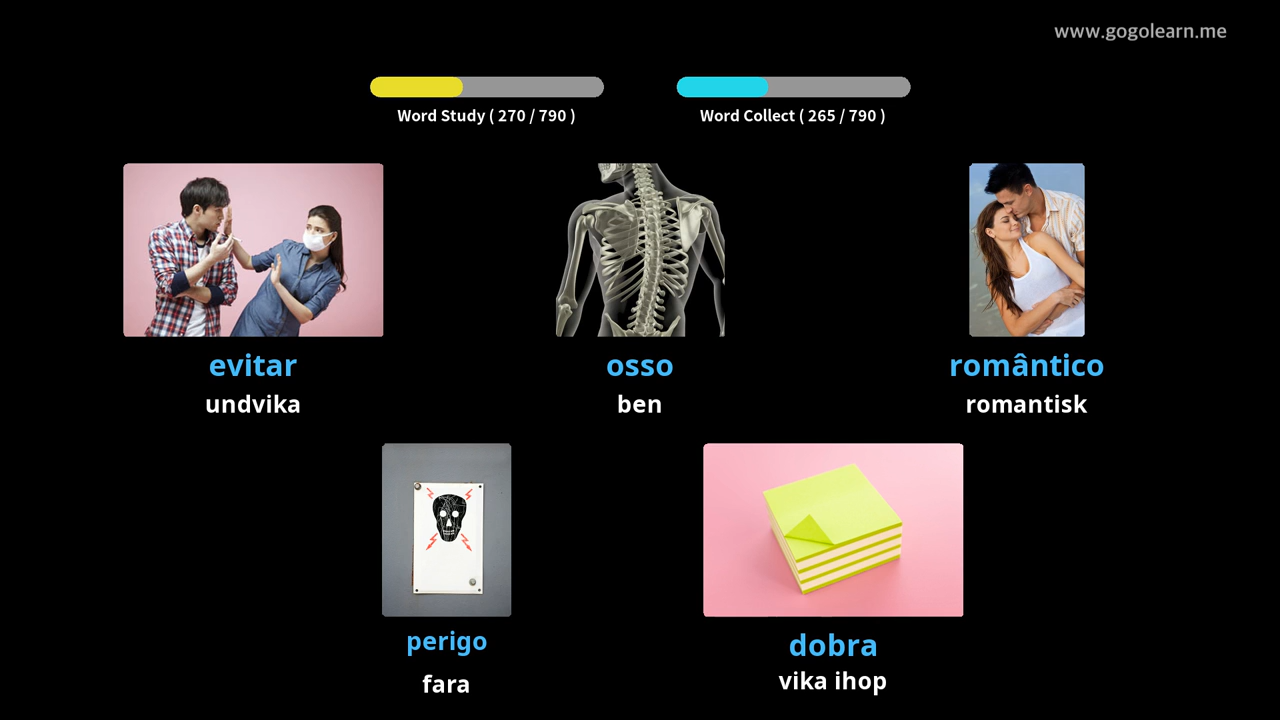 www.gogolearn.me
Word Study ( 270 / 790 )
Word Collect ( 265 / 790 )
evitar
undvika
osso
ben
romântico
romantisk
perigo
fara
dobra
vika ihop